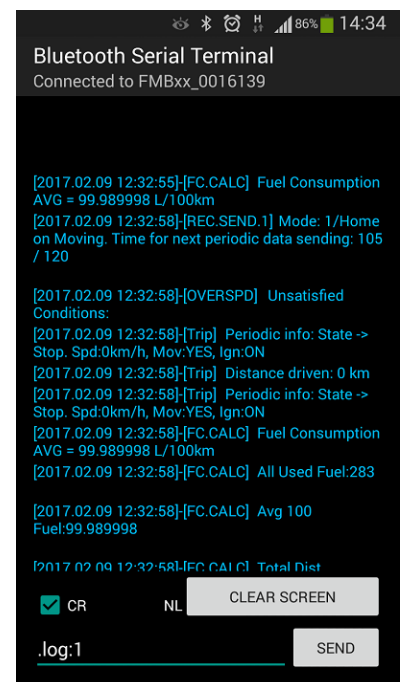 H 86% 14:34
Bluetooth Serial Terminal
Connected to FMBxx_0016139
[2017.02.09 12:32:55]-[FC.CALC] Fuel Consumption
AVG = 99.989998 L/100km
[2017.02.09 12:32:58]-[REC.SEND.1] Mode: 1/Home
on Moving. Time for next periodic data sending: 105
/ 120
[2017.02.09 12:32:58]-[OVERSPD] Unsatisfied
Conditions:
[2017.02.09 12:32:58]-[Trip] Periodic info: State ->
Stop. Spd:0km/h, Mov:YES, Ign:ON
[2017.02.09 12:32:58]-[Trip] Distance driven: 0 km
[2017.02.09 12:32:58]-[Trip] Periodic info: State ->
Stop. Spd:0km/h, Mov:YES, Ign:ON
[2017.02.09 12:32:58]-[FC.CALC] Fuel Consumption
AVG = 99.989998 L/100km
[2017.02.09 12:32:58]-[FC.CALC] All Used Fuel:283
[2017.02.09 12:32:58]-[FC.CALC] Avg 100
Fuel:99.989998
[2017.02.09 12:32:58]-[FC.CALC] Total Dist
CR NL CLEAR SCREEN
.log:1 SEND